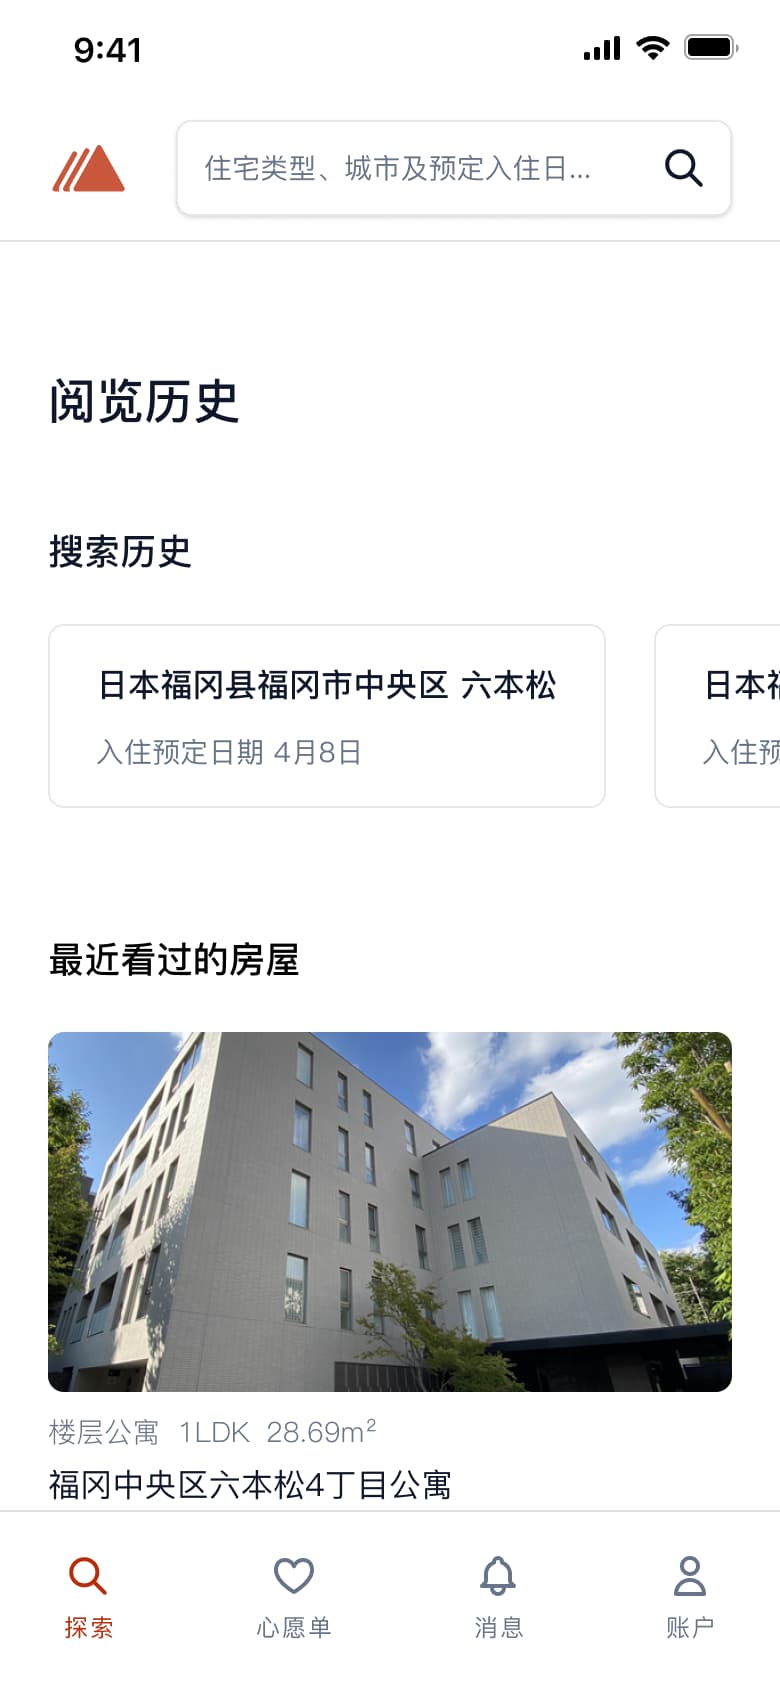 9:41
住宅类型、城市及预定入住日...
阅览历史
搜索历史
日本福冈县福冈市中央区 六本松
入住预定日期 4月8日
日本福
入住预
最近看过的房屋
楼层公寓 1LDK 28.69m²
福冈中央区六本松4丁目公寓
探索
心愿单
消息
账户